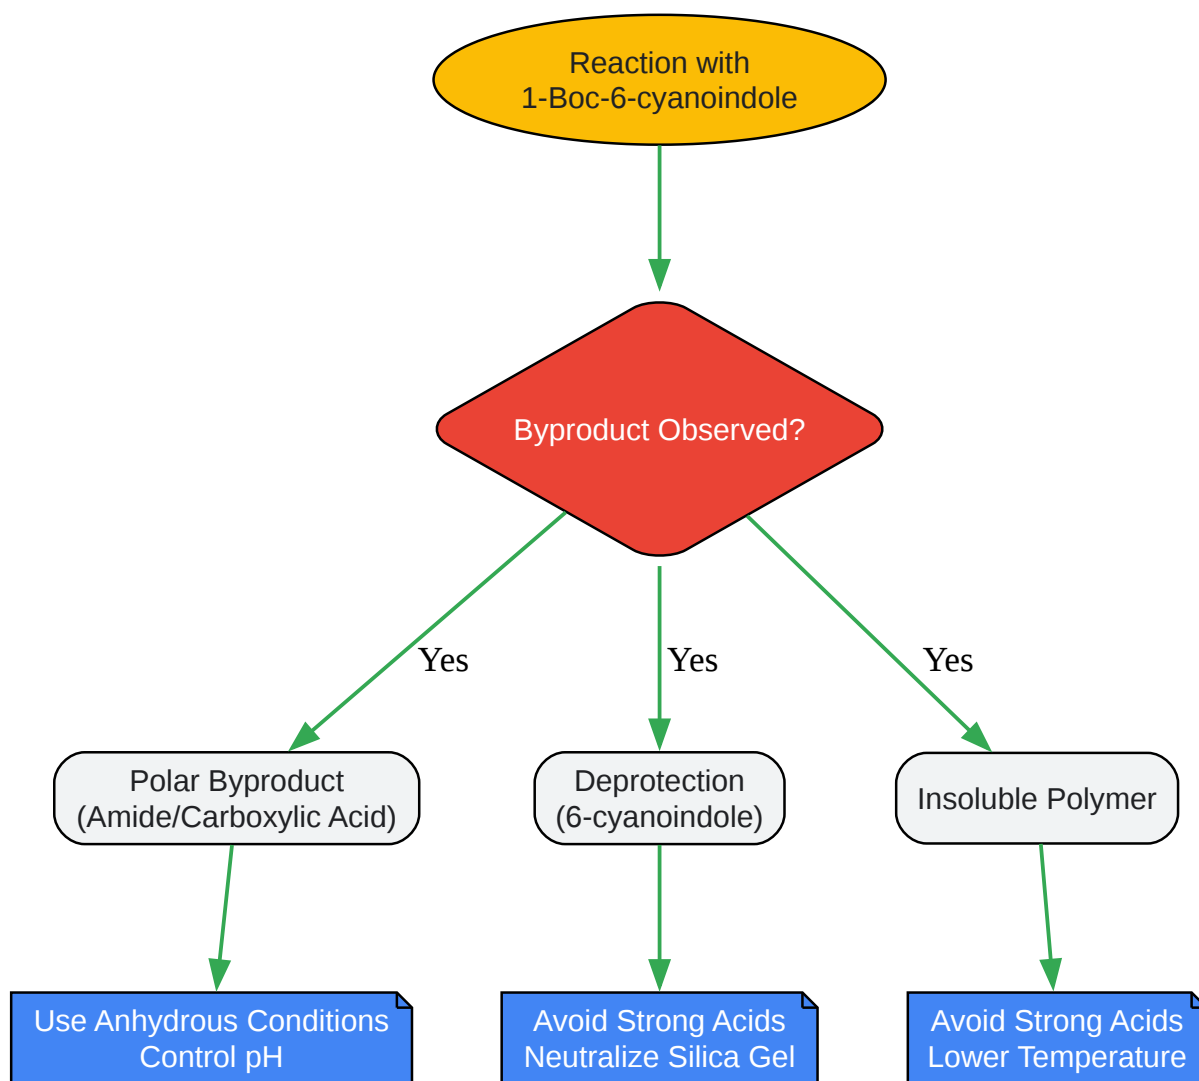 Reaction with
1-Boc-6-cyanoindole
Byproduct Observed?
Yes
Yes
Yes
Polar Byproduct
(Amide/Carboxylic Acid)
Deprotection
(6-cyanoindole)
Insoluble Polymer
Use Anhydrous Conditions
Control pH
Avoid Strong Acids
Neutralize Silica Gel
Avoid Strong Acids
Lower Temperature